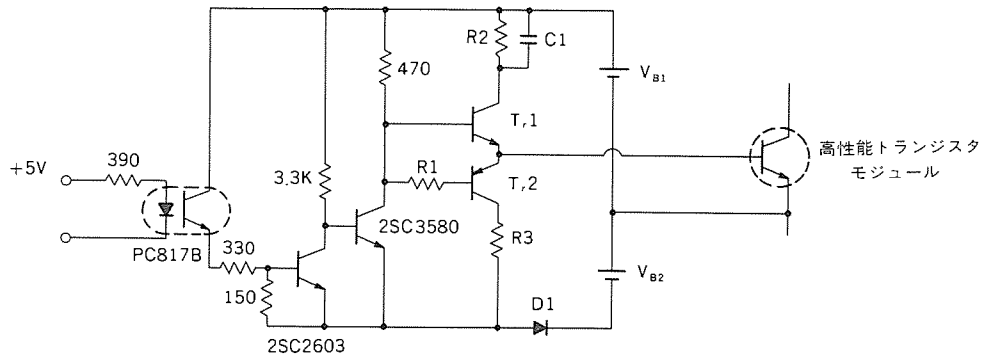 R2
C1
470
V_B1
T,1
高性能トランジスタ
モジュール
+5V
390
3.3K
R1
T,2
2SC3580
R3
PC817B
330
V_B2
150
D1
2SC2603